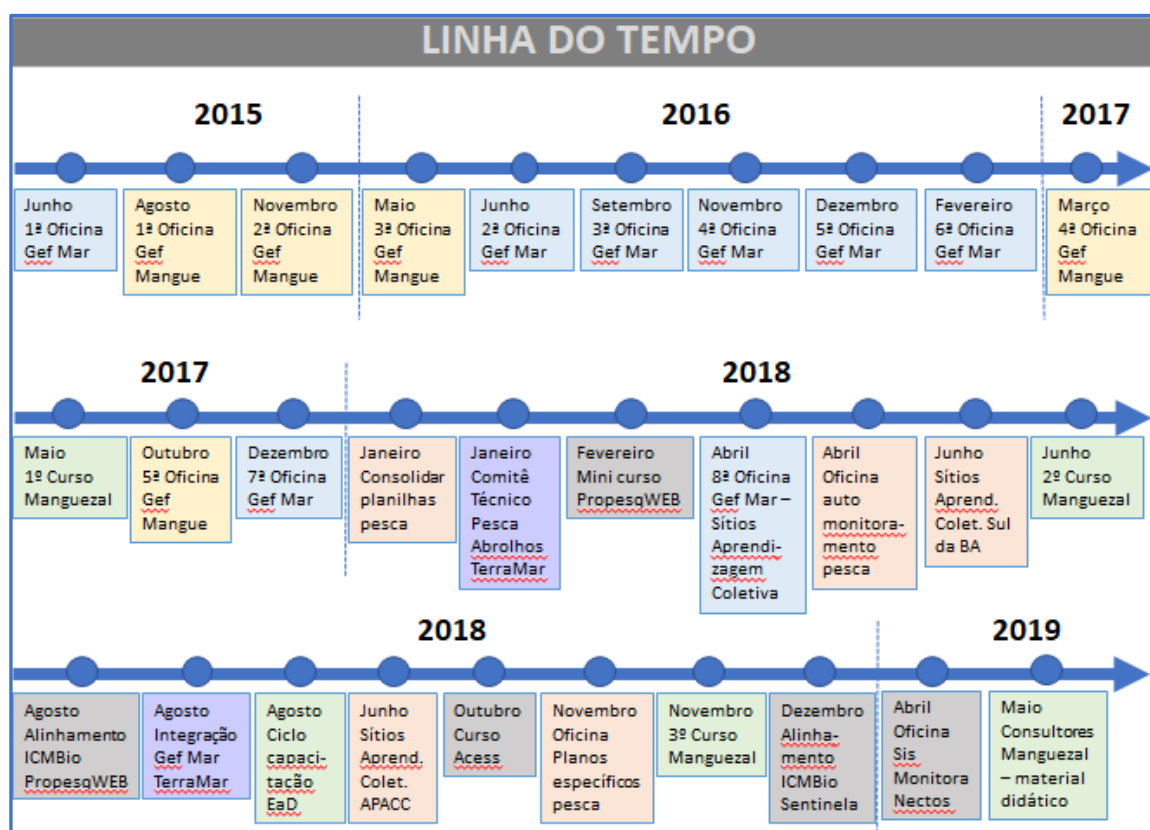 LINHA DO TEMPO
2015
2016
2017
Junho
1ª Oficina
Gef Mar
Agosto
1ª Oficina
Gef
Mangue
Novembro
2ª Oficina
Gef
Mangue
Maio
3ª Oficina
Gef
Mangue
Junho
2ª Oficina
Gef Mar
Setembro
3ª Oficina
Gef Mar
Novembro
4ª Oficina
Gef Mar
Dezembro
5ª Oficina
Gef Mar
Fevereiro
6ª Oficina
Gef Mar
Março
4ª Oficina
Gef
Mangue
2017
2018
Maio
1º Curso
Manguezal
Outubro
5ª Oficina
Gef
Mangue
Dezembro
7ª Oficina
Gef Mar
Janeiro
Consolidar
planilhas
pesca
Janeiro
Comitê
Técnico
Pesca
Abrolhos
TerraMar
Fevereiro
Mini curso
PropesqWEB
Abril
8ª Oficina
Gef Mar –
Sítios
Aprendi-
zagem
Coletiva
Abril
Oficina
auto
monitora-
mento
pesca
Junho
Sítios
Aprend.
Colet. Sul
da BA
Junho
2º Curso
Manguezal
2018
2019
Agosto
Alinhamento
ICMBio
PropesqWEB
Agosto
Integração
Gef Mar
TerraMar
Agosto
Ciclo
capaci-
tação
EaD
Junho
Sítios
Aprend.
Colet.
APACC
Outubro
Curso
Acess
Novembro
Oficina
Planos
específicos
pesca
Novembro
3º Curso
Manguezal
Dezembro
Alinha-
mento
ICMBio
Sentinela
Abril
Oficina
Sis
Monitora
Nectos
Maio
Consultores
Manguezal
– material
didático